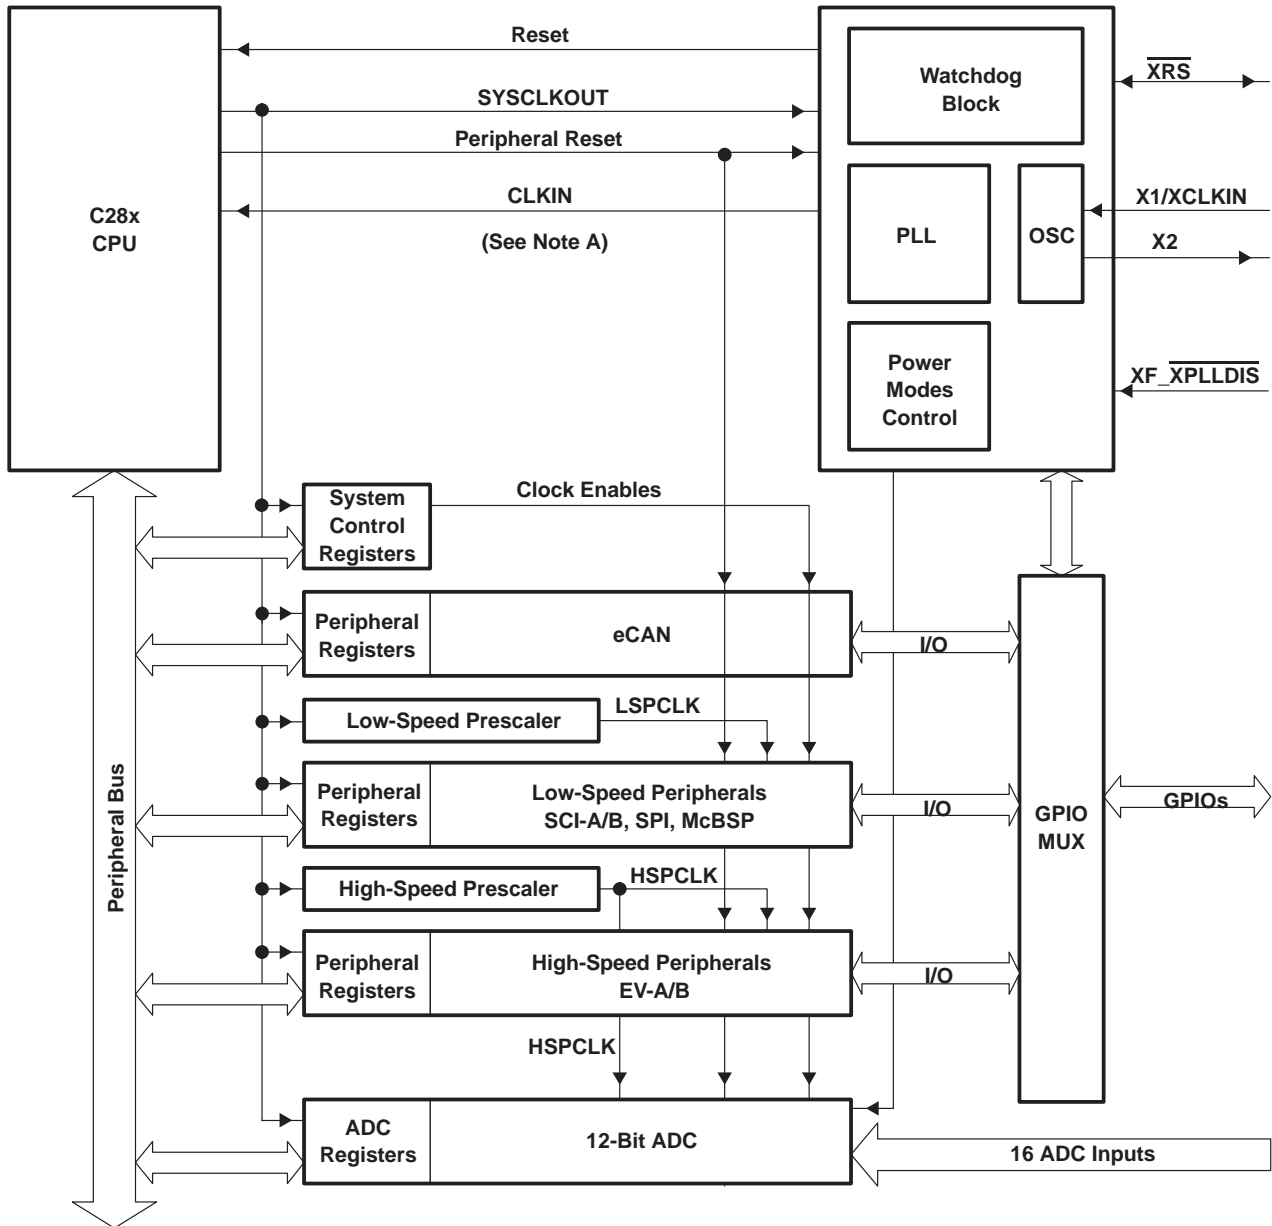 Reset
SYSCLKOUT
Peripheral Reset
CLKIN
(See Note A)
C28x
CPU
Watchdog
Block
PLL
OSC
Power
Modes
Control
XRS
X1/XCLKIN
X2
XF_XPLLDIS
System
Control
Registers
Clock Enables
Peripheral
Registers
eCAN
I/O
Low-Speed Prescaler
LSPCLK
Peripheral
Registers
Low-Speed Peripherals
SCI-A/B, SPI, McBSP
I/O
High-Speed Prescaler
HSPCLK
Peripheral
Registers
High-Speed Peripherals
EV-A/B
I/O
HSPCLK
ADC
Registers
12-Bit ADC
16 ADC Inputs
GPIO
MUX
GPIOs
Peripheral Bus